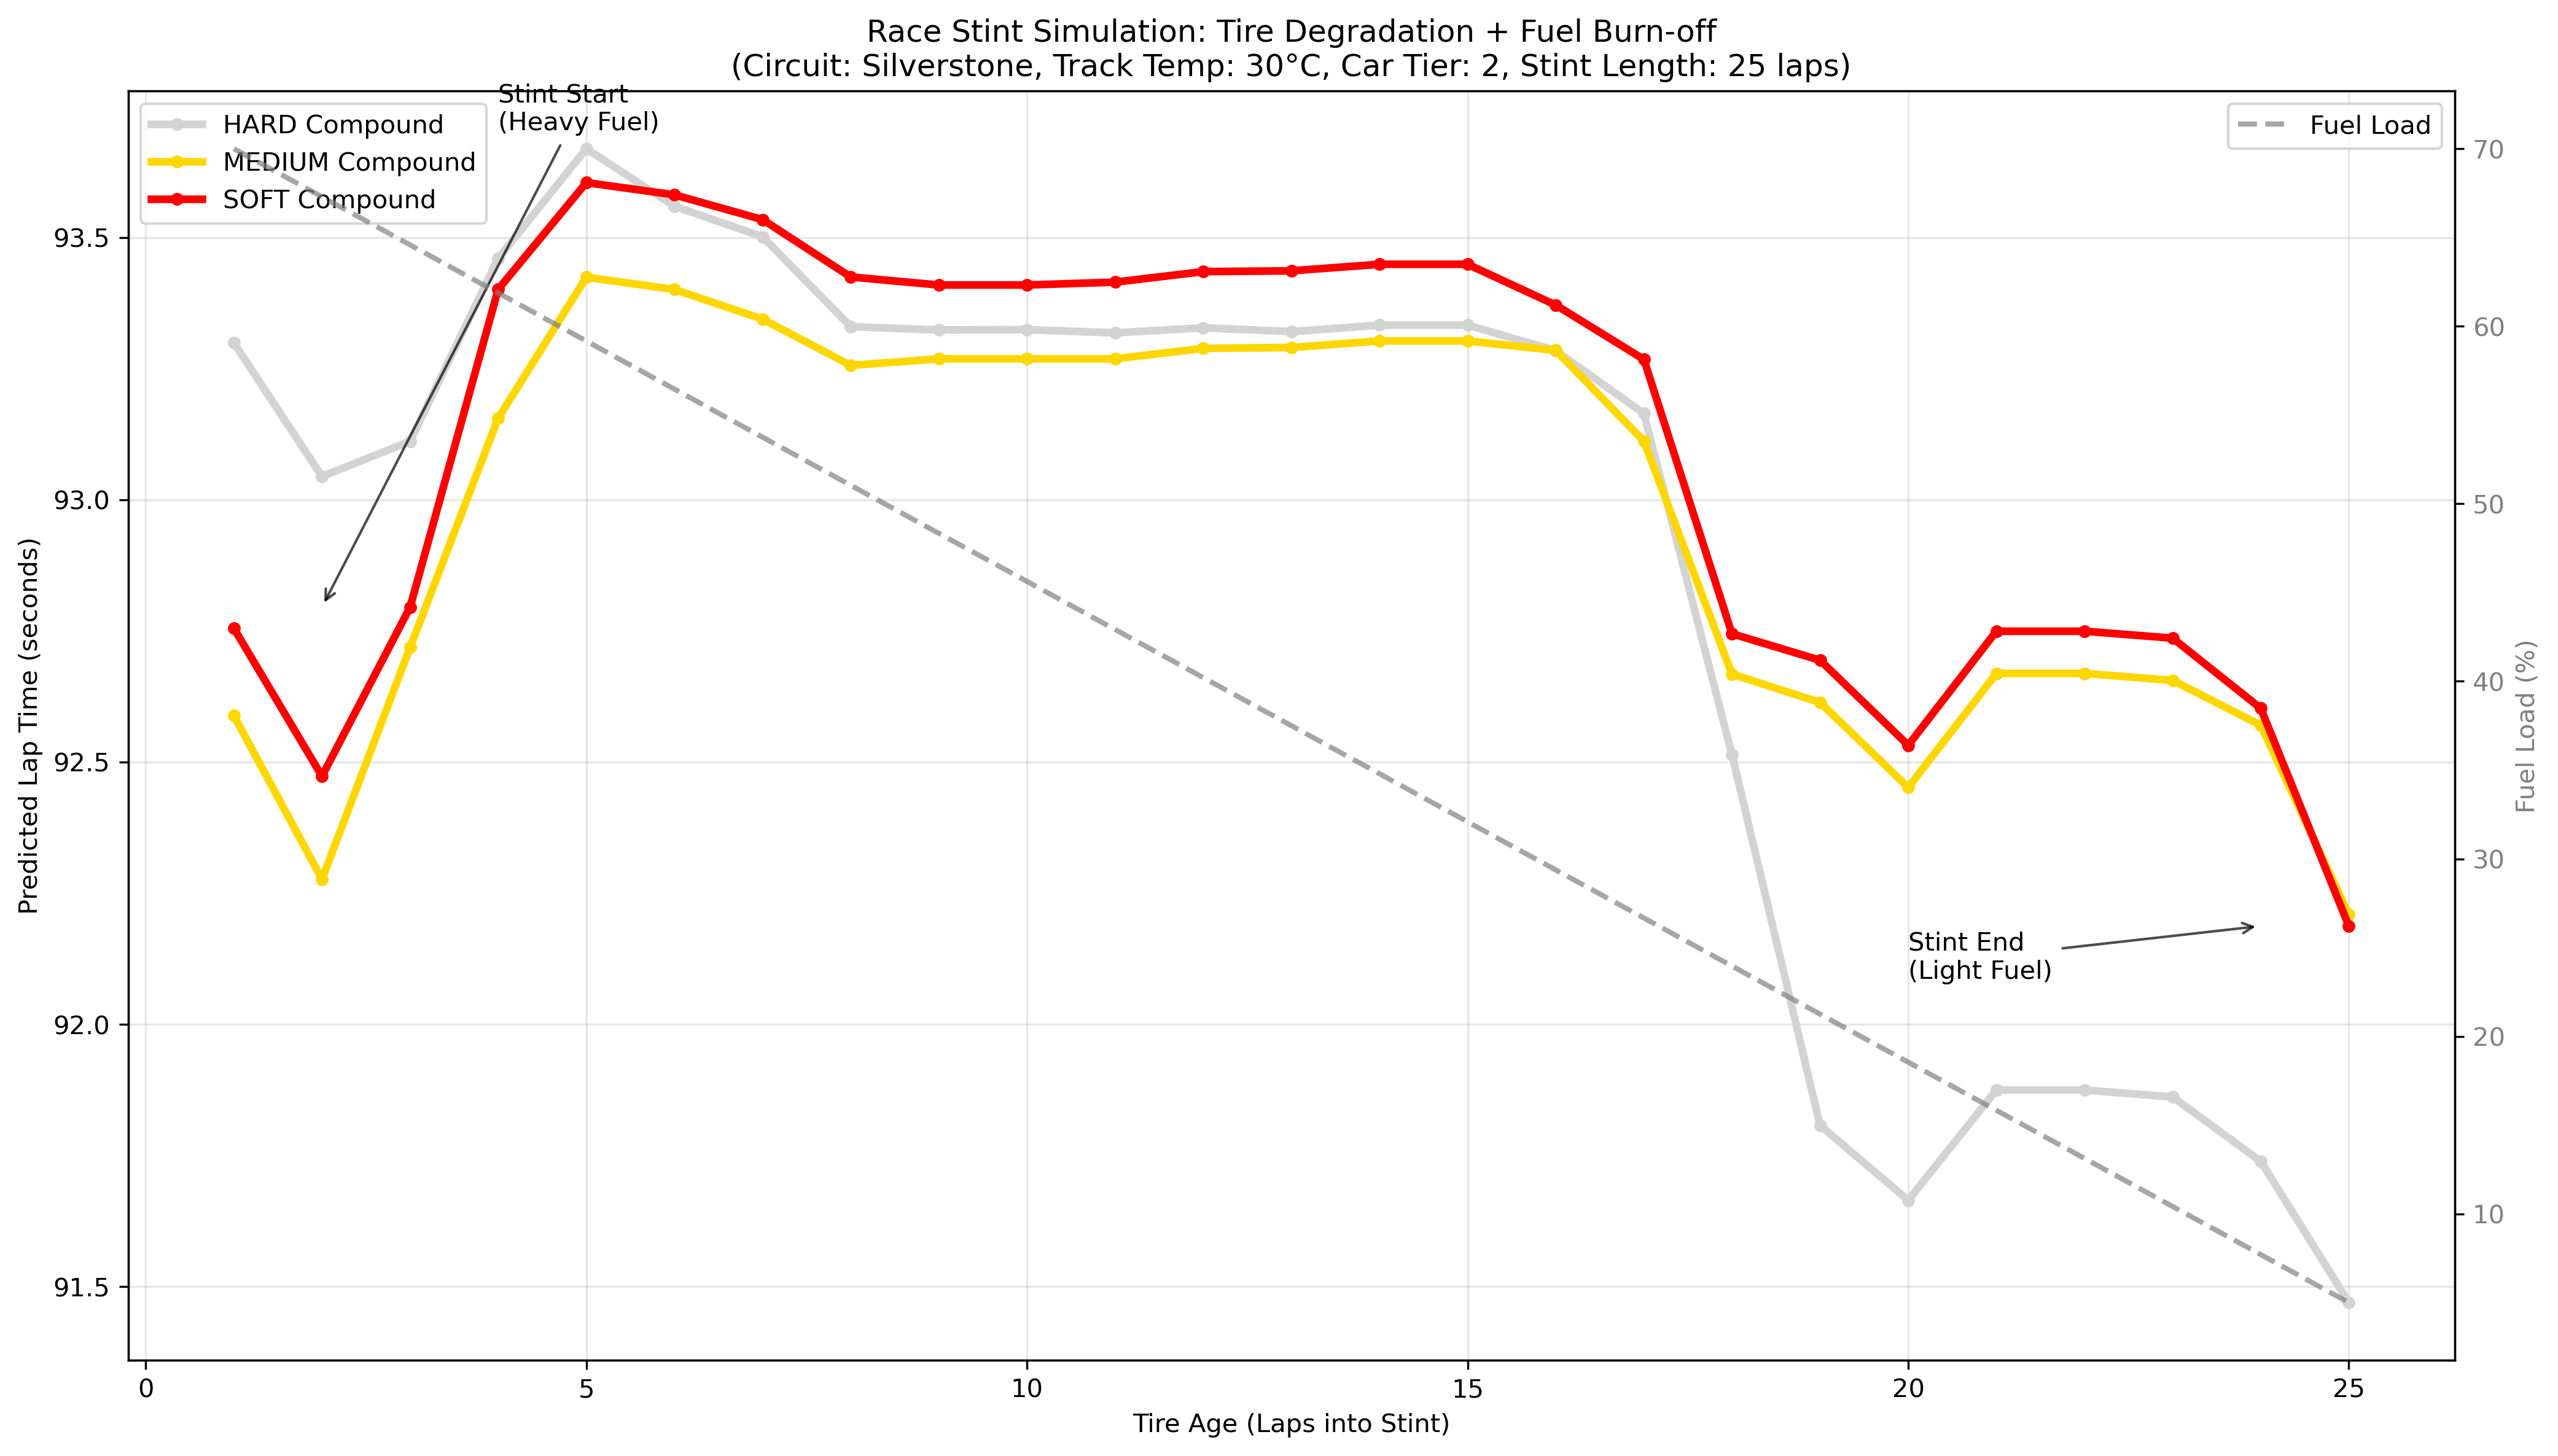 Race Stint Simulation: Tire Degradation + Fuel Burn-off
(Circuit: Silverstone, Track Temp: 30°C, Car Tier: 2, Stint Length: 25 laps)
HARD Compound
MEDIUM Compound
SOFT Compound
Stint Start
(Heavy Fuel)
Fuel Load
93.5
93.0
92.5
92.0
91.5
Predicted Lap Time (seconds)
70
60
50
40
30
20
10
Fuel Load (%)
Stint End
(Light Fuel)
0
5
10
15
20
25
Tire Age (Laps into Stint)